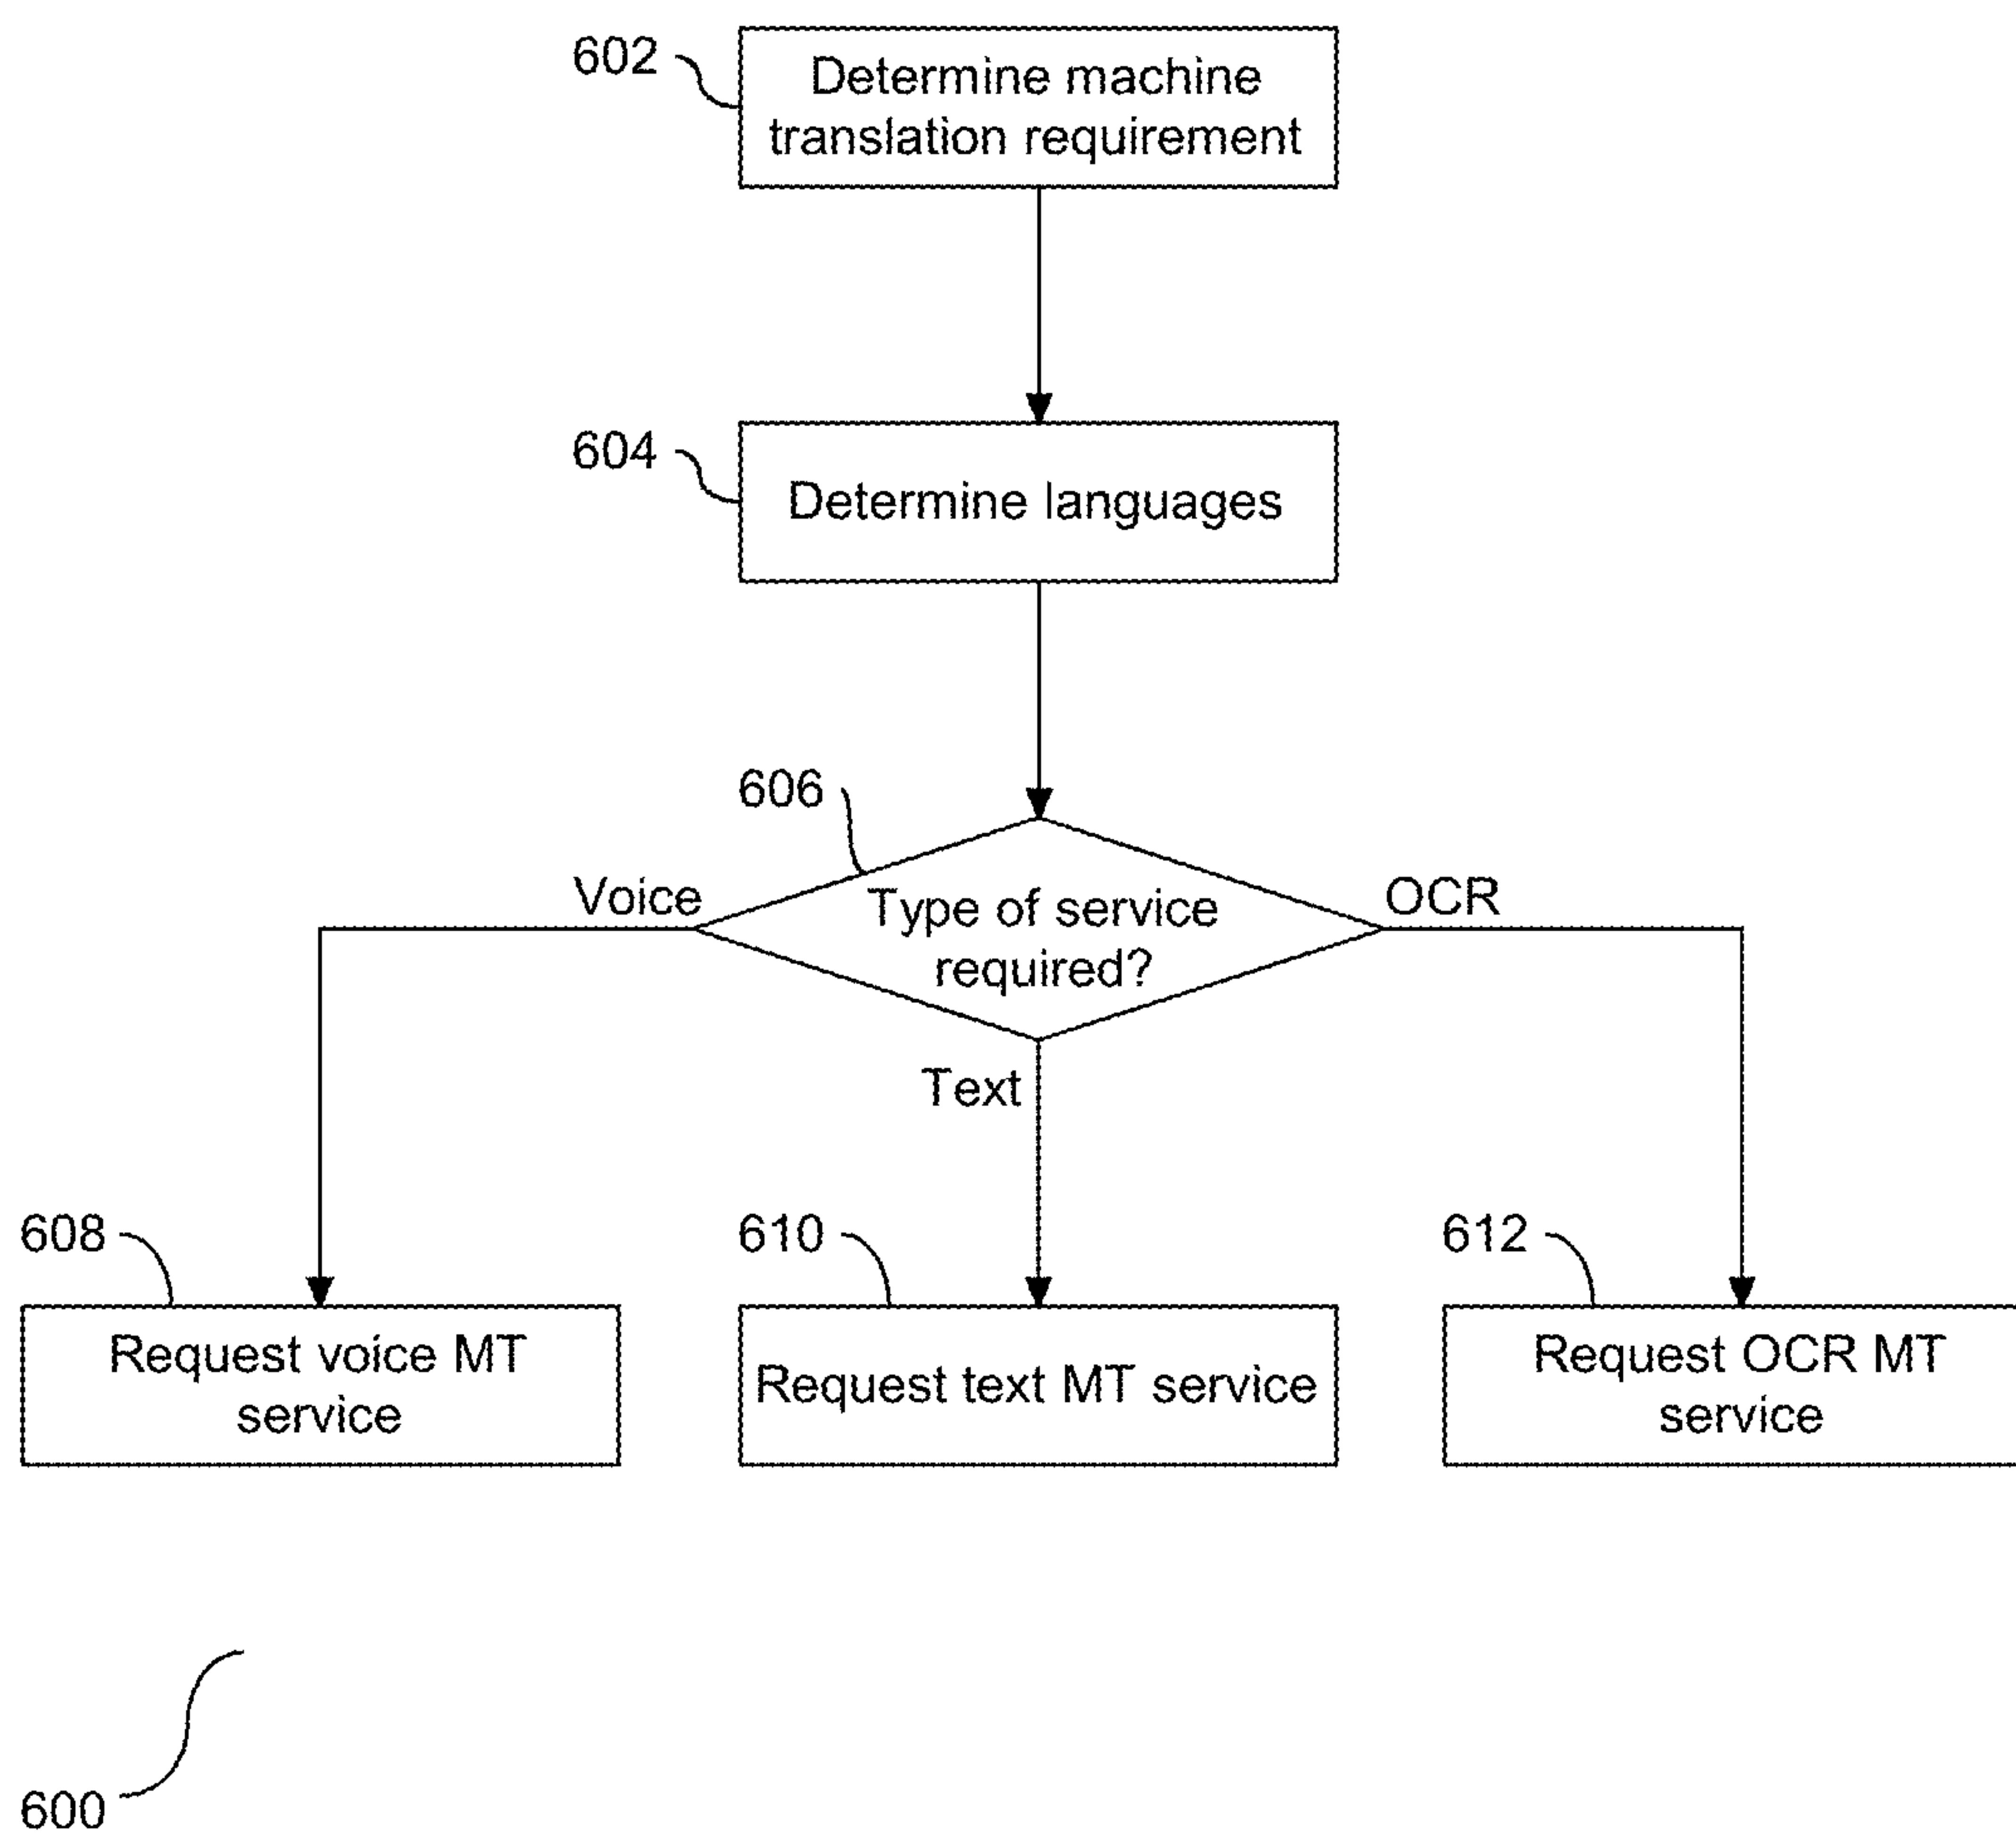 602
Determine machine
translation requirement
604
Determine languages
606
Voice
Type of service
required?
OCR
Text
608
610
612
Request voice MT
service
Request text MT service
Request OCR MT
service
600